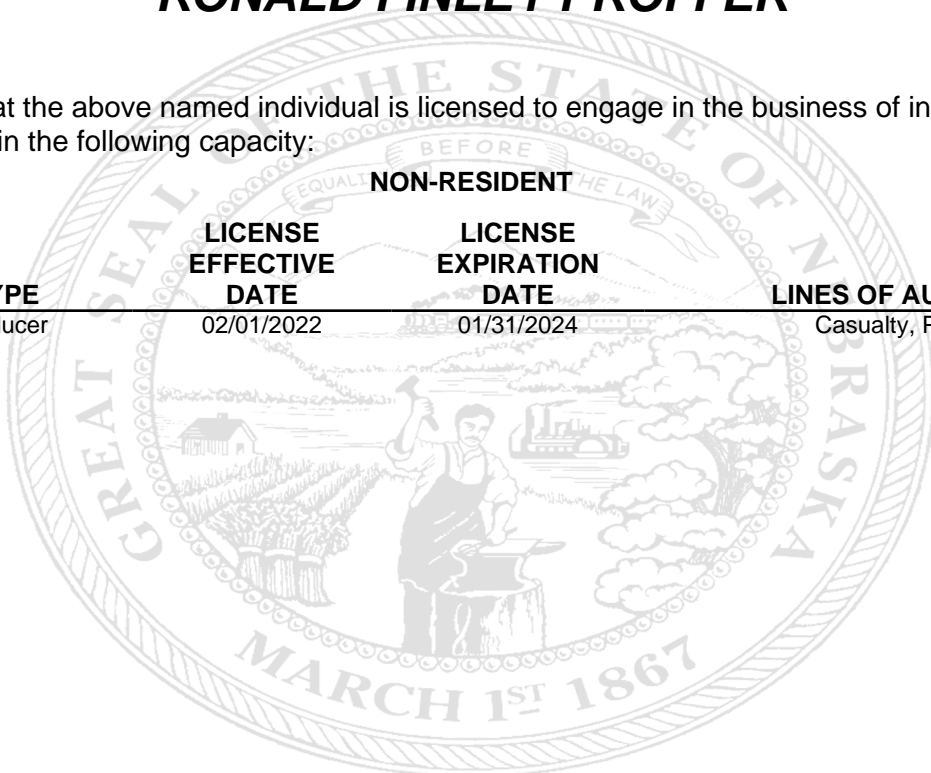 RONALD FINLEY PROFFER
at the above named individual is licensed to engage in the business of in
in the following capacity:
NON-RESIDENT
LICENSE LICENSE
EFFECTIVE EXPIRATION
YPE DATE DATE LINES OF AU
ucer 02/01/2022 01/31/2024 Casualty, P
GREAT SEAL OF THE STATE OF NEBRASKA
EQUALITY BEFORE THE LAW
MARCH 1ST 1867